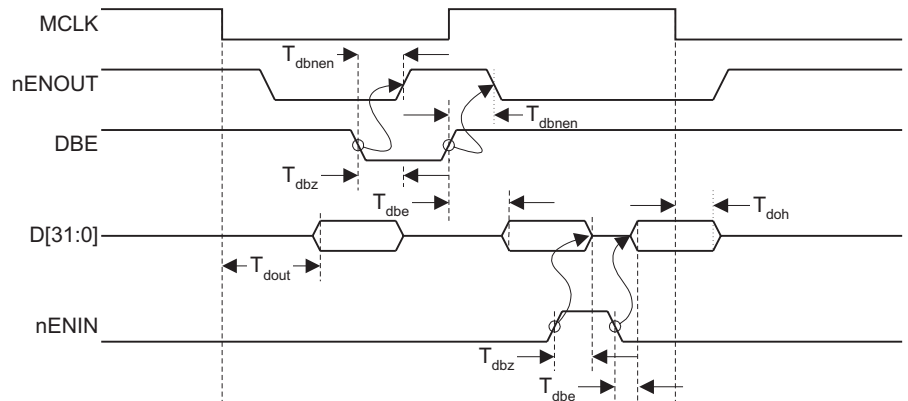 MCLK
Tdbnen
nENOUT
Tdbnen
DBE
Tdbz
Tdbe
Tdoh
D[31:0]
Tdout
nENIN
Tdbz
Tdbe